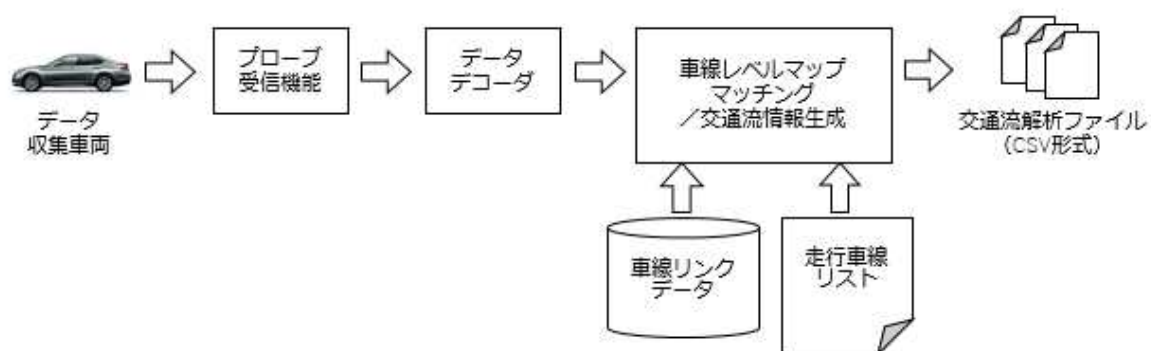 データ
収集車両
プローブ
受信機能
データ
デコーダ
車線レベルマップ
マッチング
／交通流情報生成
交通流解析ファイル
（CSV形式）
車線リンク
データ
走行車線
リスト